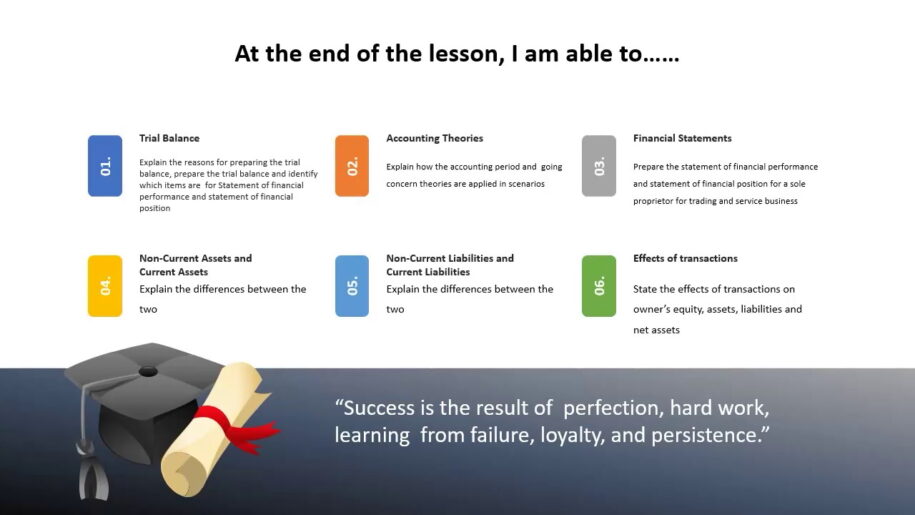 At the end of the lesson, I am able to……
01.
Trial Balance
Explain the reasons for preparing the trial
balance, prepare the trial balance and identify
which items are for Statement of financial
performance and statement of financial
position
02.
Accounting Theories
Explain how the accounting period and going
concern theories are applied in scenarios
03.
Financial Statements
Prepare the statement of financial performance
and statement of financial position for a sole
proprietor for trading and service business
04.
Non-Current Assets and
Current Assets
Explain the differences between the
two
05.
Non-Current Liabilities and
Current Liabilities
Explain the differences between the
two
06.
Effects of transactions
State the effects of transactions on
owner’s equity, assets, liabilities and
net assets
“Success is the result of perfection, hard work,
learning from failure, loyalty, and persistence.”